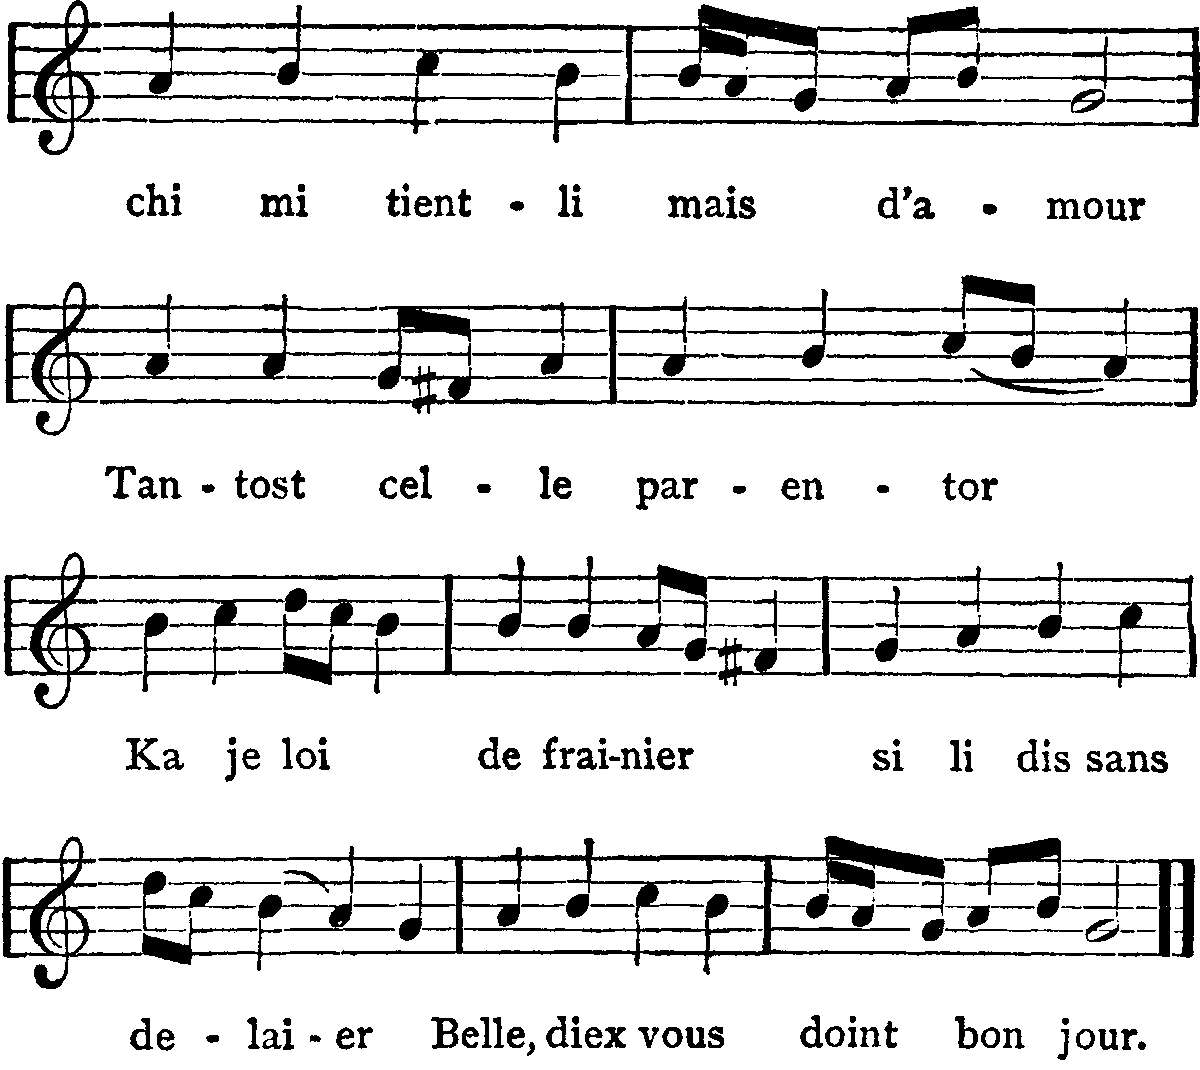 chi mi tient - li mais d'a - mour
Tan - tost cel - le par - en - tor
Ka je loi de frai-nier si li dis sans
de - lai - er Belle, diex vous doint bon jour.